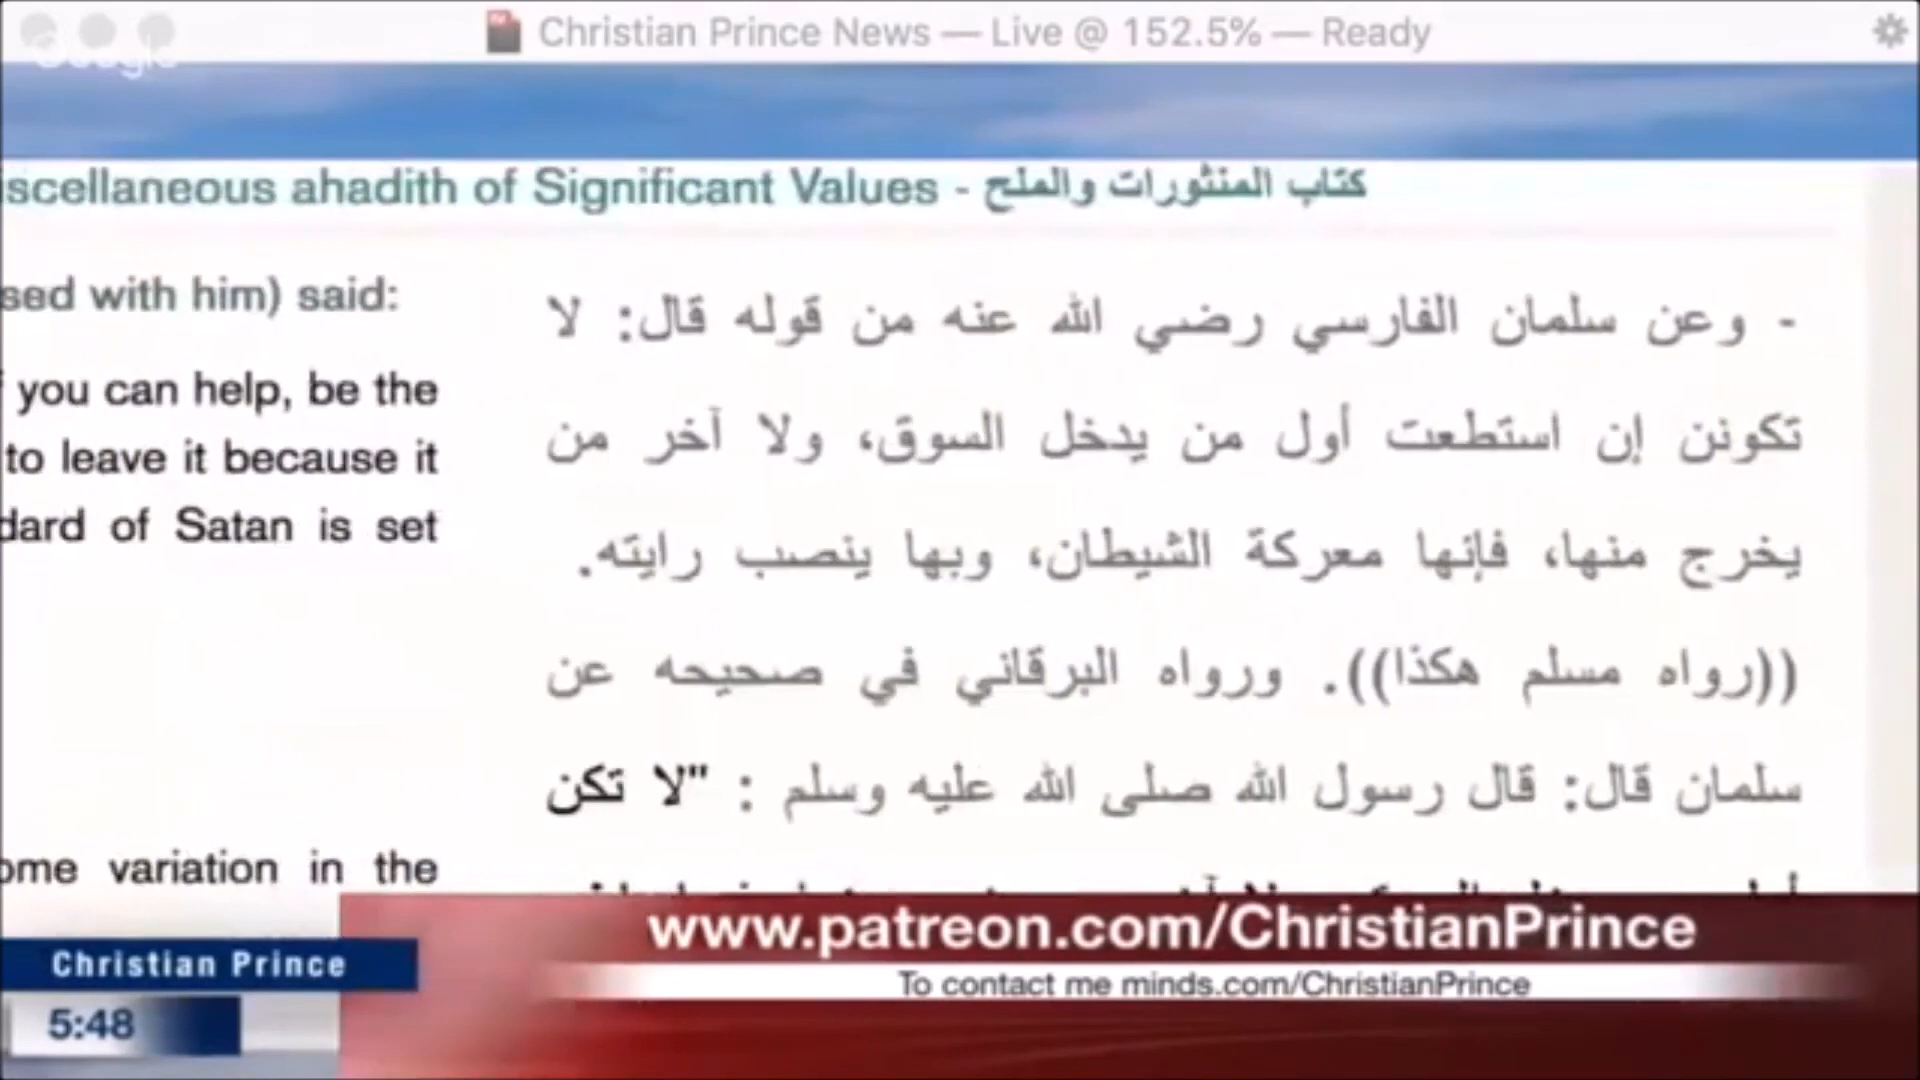 Christian Prince News — Live @ 152.5% — Ready
Google
iscellaneous ahadith of Significant Values - كتاب المنثورات والملح
sed with him) said:
you can help, be the
to leave it because it
dard of Satan is set
ome variation in the
- وعن سلمان الفارسي رضي الله عنه من قوله قال: لا
تكونن إن استطعت أول من يدخل السوق، ولا آخر من
يخرج منها، فإنها معركة الشيطان، وبها ينصب رايته.
((رواه مسلم هكذا)). ورواه البرقاني في صحيحه عن
سلمان قال: قال رسول الله صلى الله عليه وسلم : "لا تكن
www.patreon.com/ChristianPrince
To contact me minds.com/ChristianPrince
Christian Prince
5:48